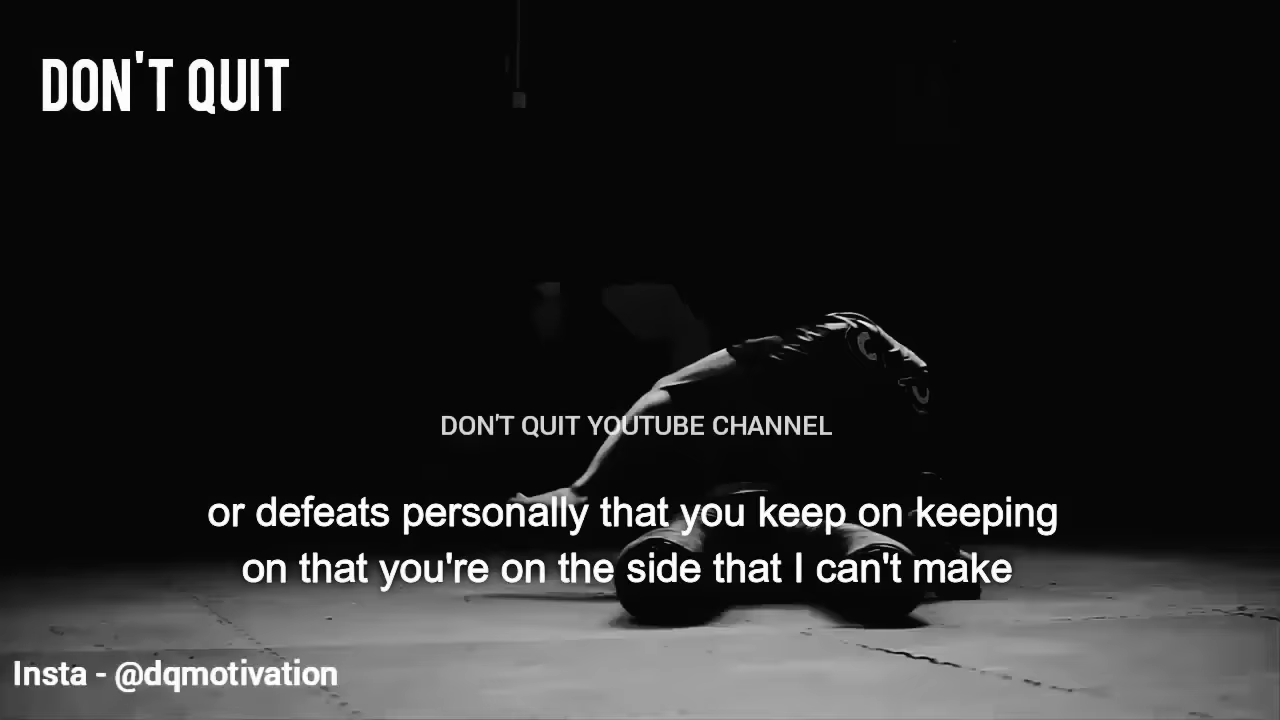 DON'T QUIT
DON'T QUIT YOUTUBE CHANNEL
or defeats personally that you keep on keeping
on that you're on the side that I can't make
Insta - @dqmotivation